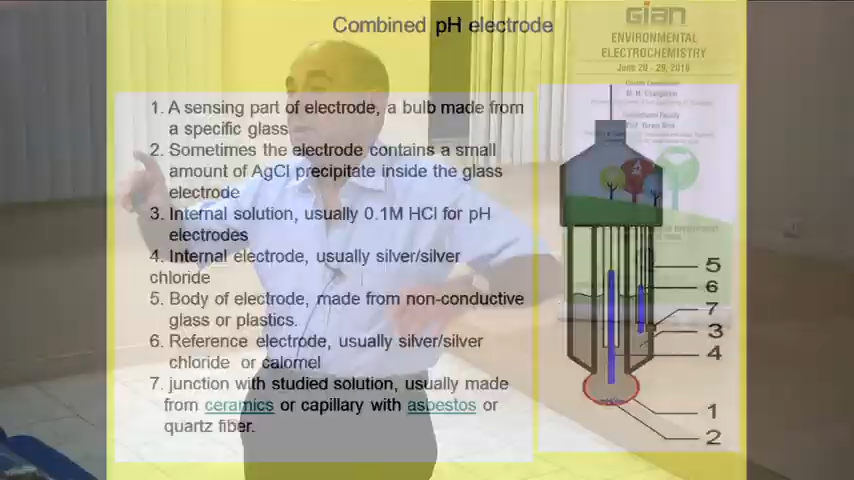 Combined pH electrode
Gian
ENVIRONMENTAL
ELECTROCHEMISTRY
June 20 - 29, 2016
1. A sensing part of electrode, a bulb made from
a specific glass
2. Sometimes the electrode contains a small
amount of AgCl precipitate inside the glass
electrode
3. Internal solution, usually 0.1M HCl for pH
electrodes
4. Internal electrode, usually silver/silver
chloride
5. Body of electrode, made from non-conductive
glass or plastics.
6. Reference electrode, usually silver/silver
chloride or calomel
7. junction with studied solution, usually made
from ceramics or capillary with asbestos or
quartz fiber.
5
6
7
3
4
1
2